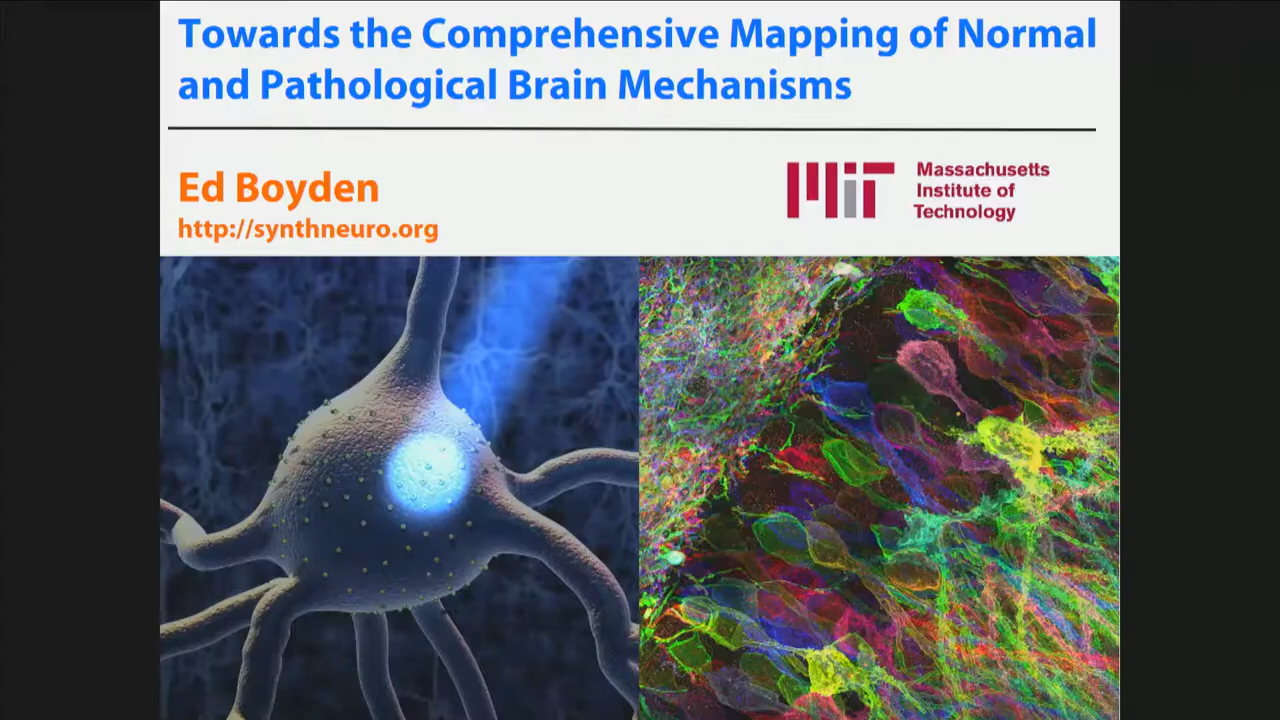 Towards the Comprehensive Mapping of Normal
and Pathological Brain Mechanisms
Ed Boyden
http://synthneuro.org
MIT
Massachusetts
Institute of
Technology